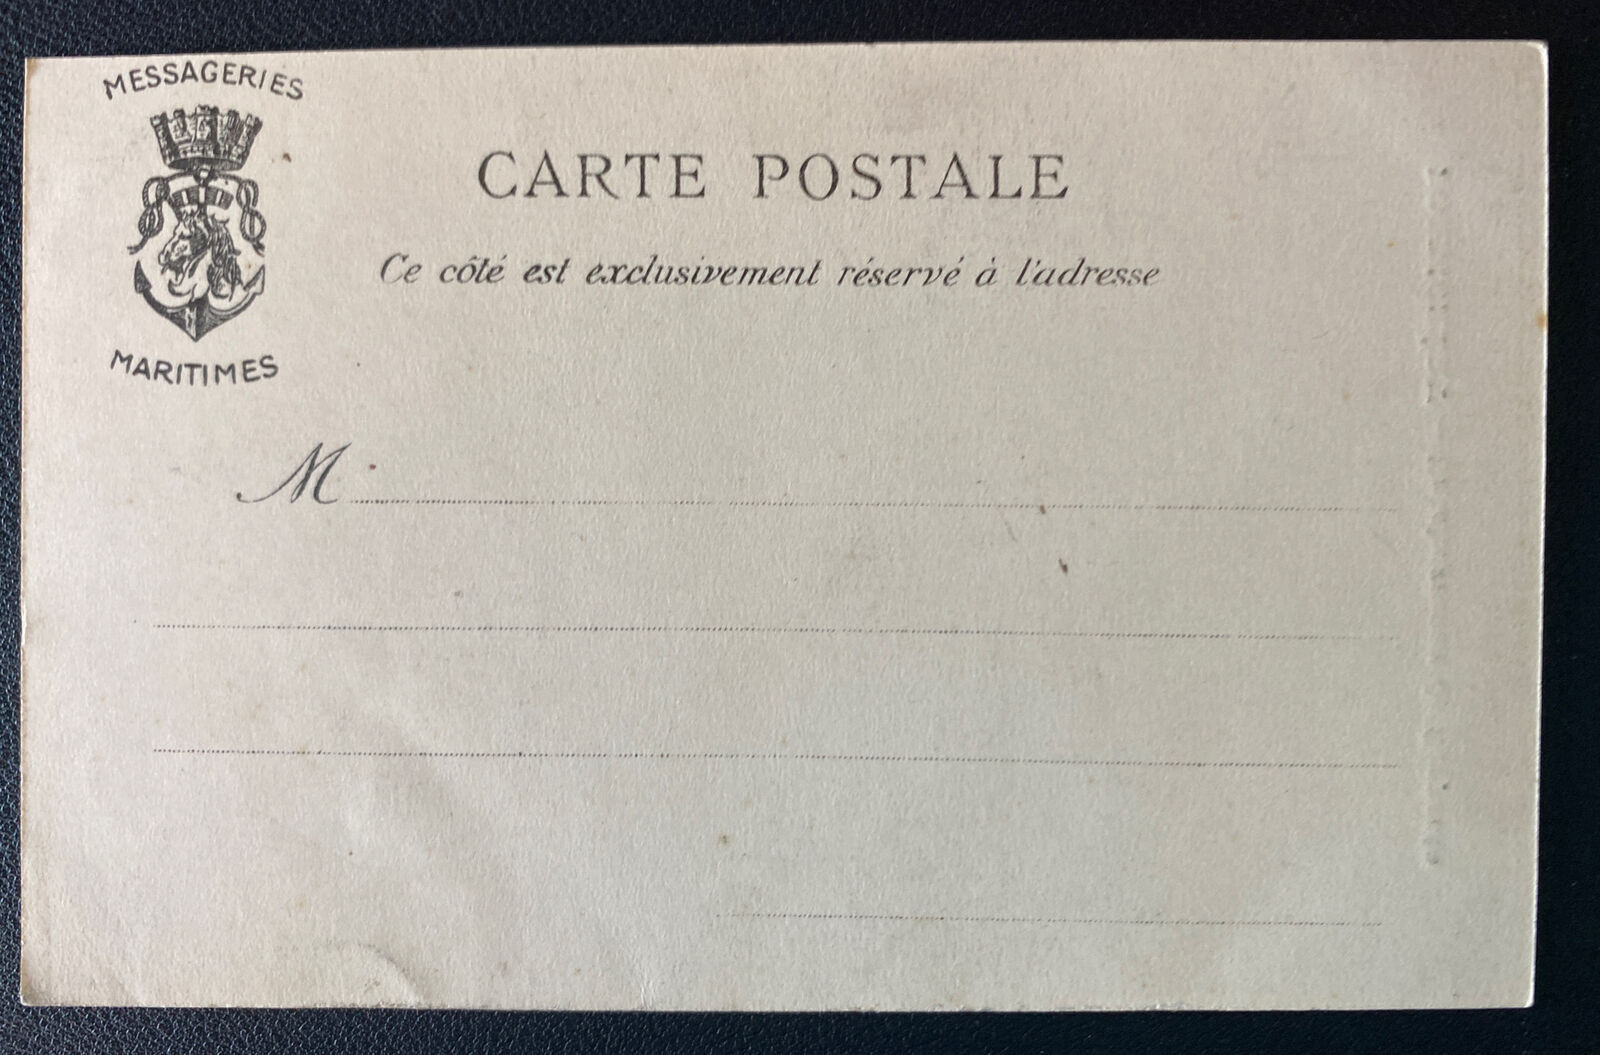 MESSAGERIES
MARITIMES
CARTE POSTALE
Ce côté est exclusivement réservé à l'adresse
M